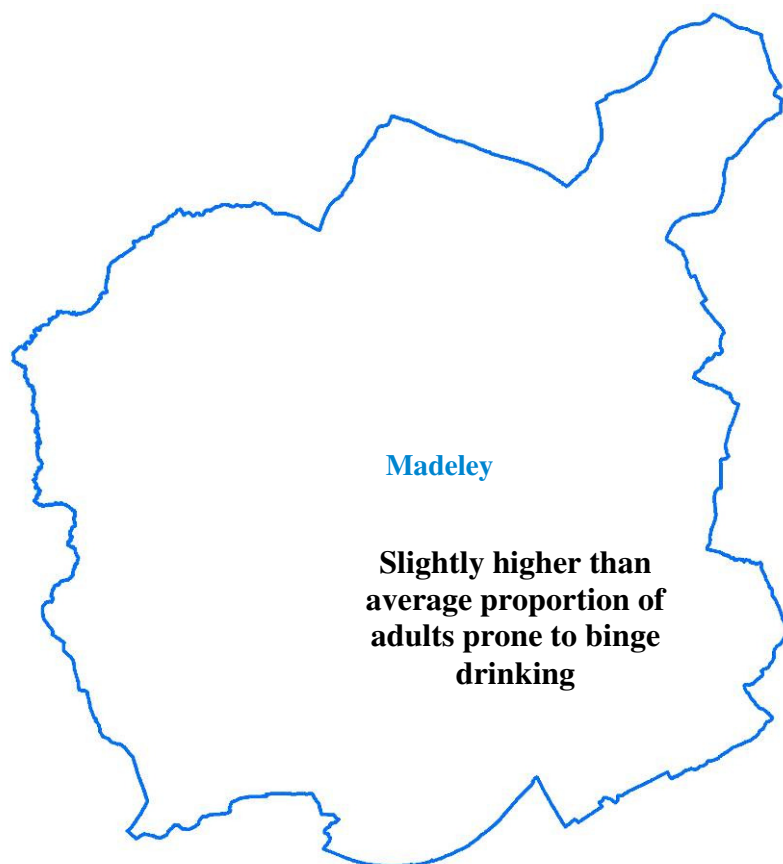 Madeley
Slightly higher than
average proportion of
adults prone to binge
drinking